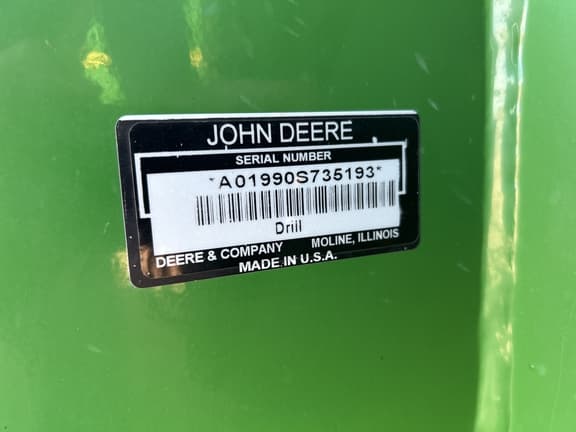 JOHN DEERE
SERIAL NUMBER
*A01990S735193*
Drill
DEERE & COMPANY MOLINE, ILLINOIS
MADE IN U.S.A.